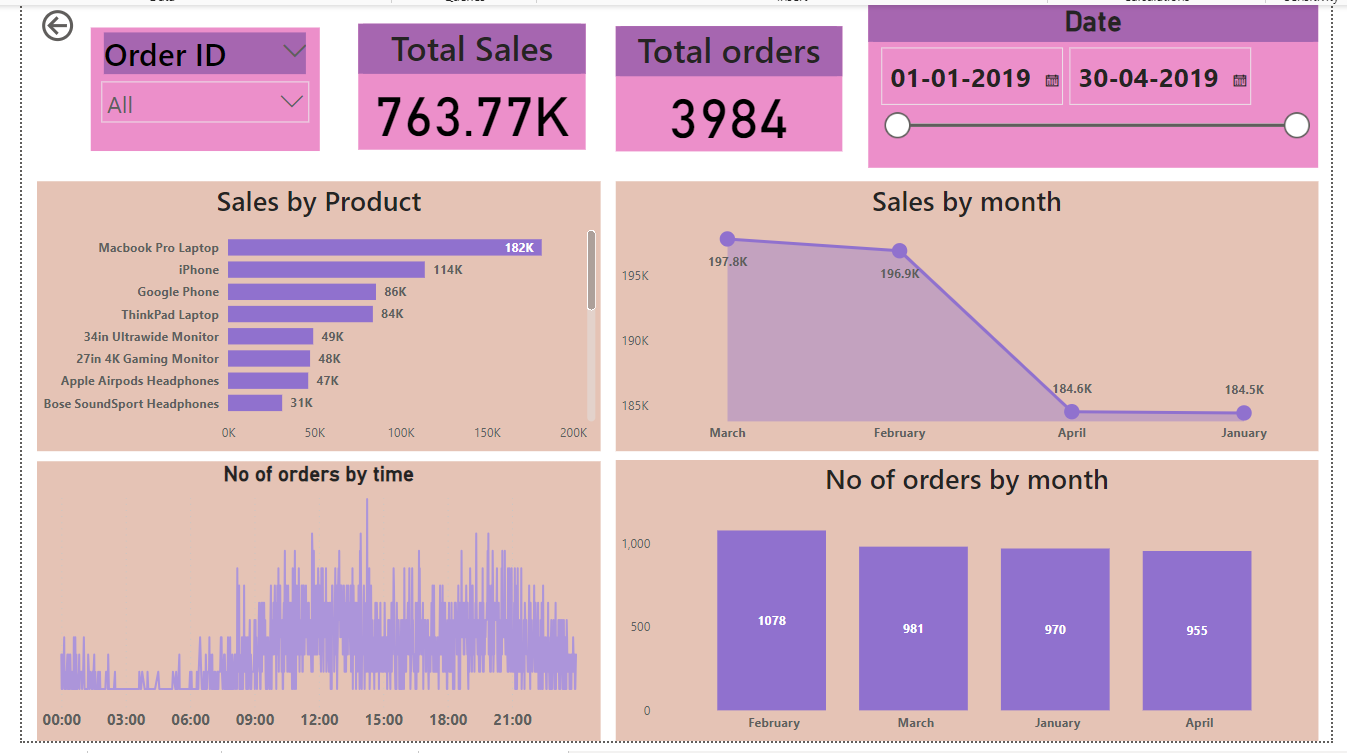 Order ID
All
Total Sales
763.77K
Total orders
3984
Date
01-01-2019
30-04-2019
Sales by Product
Macbook Pro Laptop 182K
iPhone 114K
Google Phone 86K
ThinkPad Laptop 84K
34in Ultrawide Monitor 49K
27in 4K Gaming Monitor 48K
Apple Airpods Headphones 47K
Bose SoundSport Headphones 31K
0K 50K 100K 150K 200K
Sales by month
197.8K
196.9K
195K
190K
184.6K 184.5K
185K
March February April January
No of orders by time
00:00 03:00 06:00 09:00 12:00 15:00 18:00 21:00
No of orders by month
1,000
500
0
1078 981 970 955
February March January April